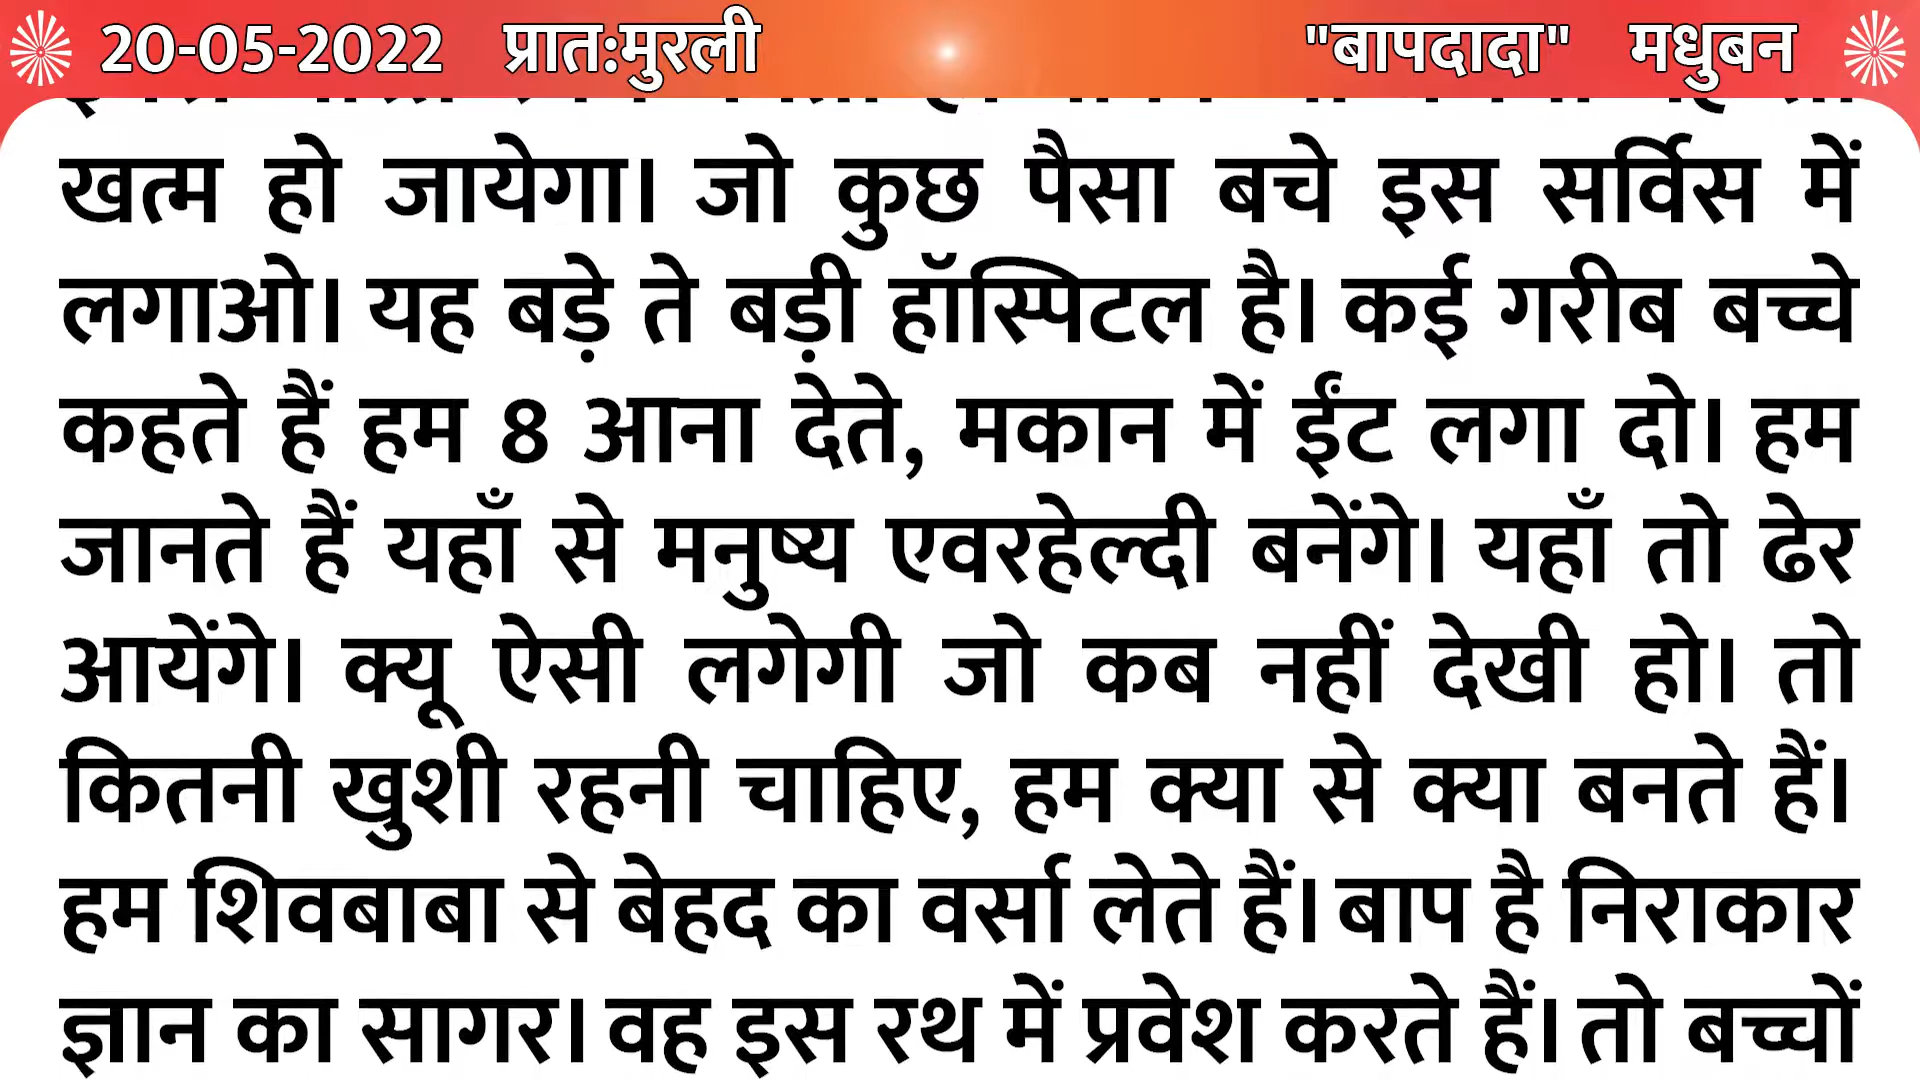 20-05-2022 प्रात:मुरली "बापदादा" मधुबन
खत्म हो जायेगा। जो कुछ पैसा बचे इस सर्विस में
लगाओ। यह बड़े ते बड़ी हॉस्पिटल है। कई गरीब बच्चे
कहते हैं हम 8 आना देते, मकान में ईंट लगा दो। हम
जानते हैं यहाँ से मनुष्य एवरहेल्दी बनेंगे। यहाँ तो ढेर
आयेंगे। क्यू ऐसी लगेगी जो कब नहीं देखी हो। तो
कितनी खुशी रहनी चाहिए, हम क्या से क्या बनते हैं।
हम शिवबाबा से बेहद का वर्सा लेते हैं। बाप है निराकार
ज्ञान का सागर। वह इस रथ में प्रवेश करते हैं। तो बच्चों